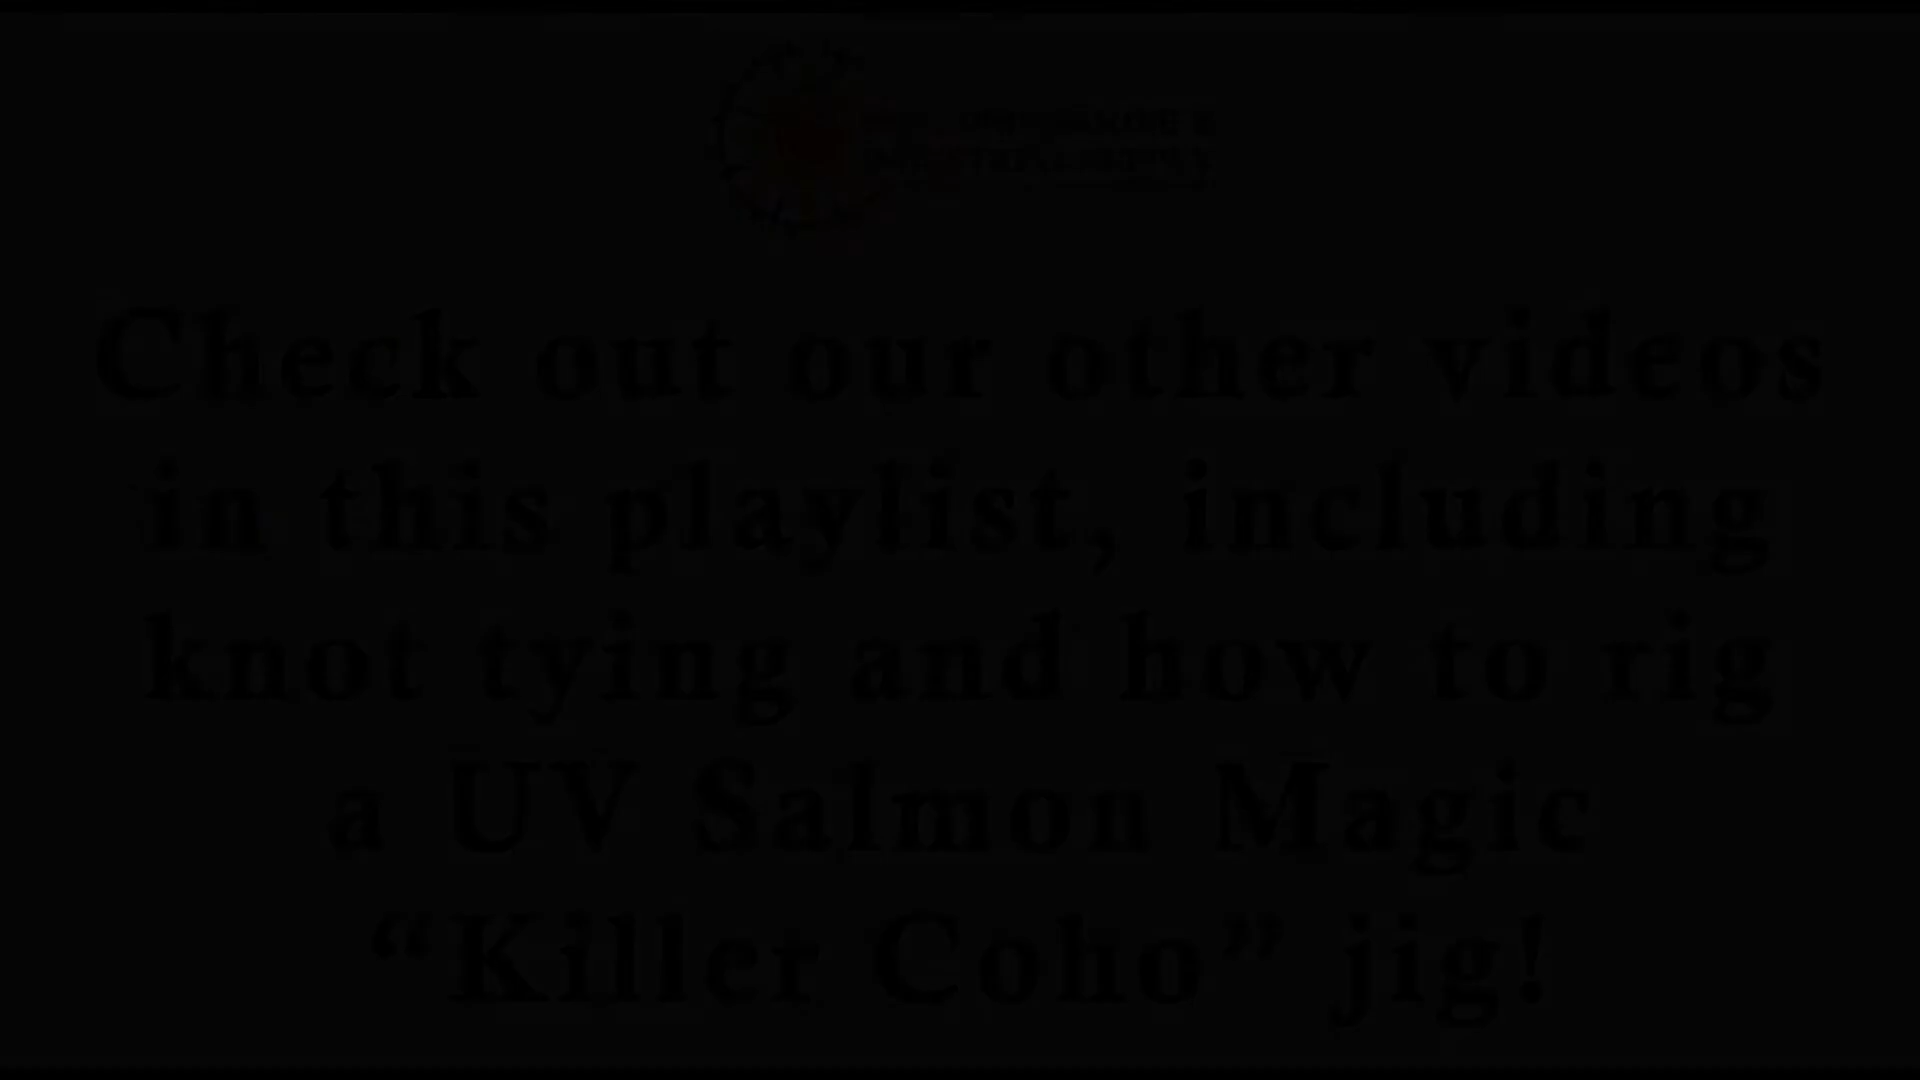 Check out our other videos
in this playlist, including
knot tying and how to rig
a UV Salmon Magic
“Killer Coho” jig!